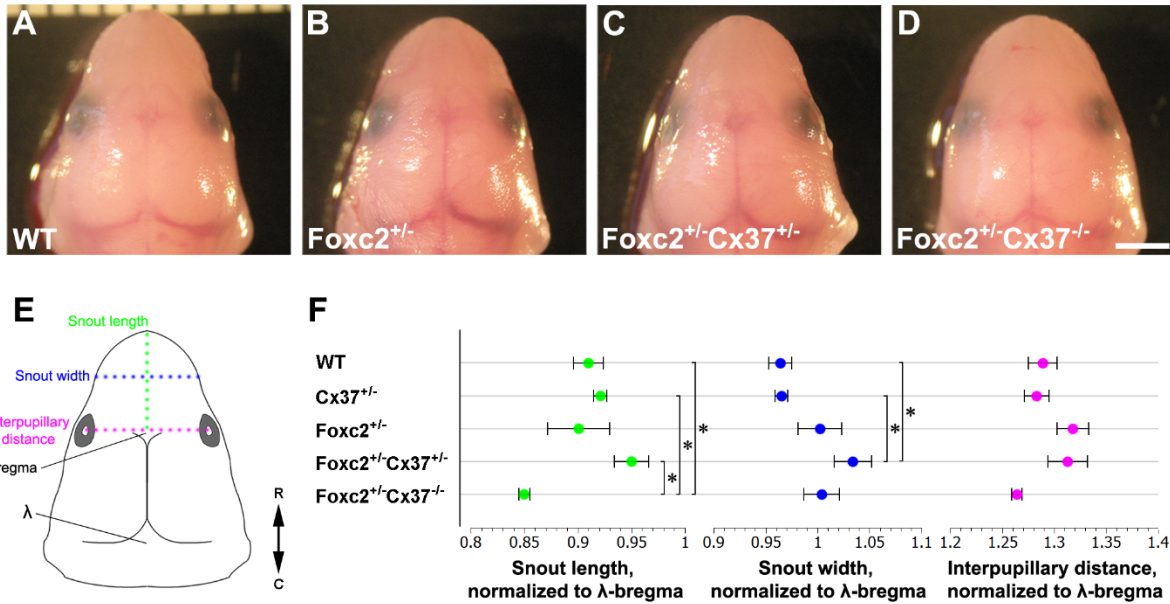 A
WT
B
Foxc2+/-
C
Foxc2+/-Cx37+/-
D
Foxc2+/-Cx37-/-
E
Snout length
Snout width
nterpupillary
distance
regma
λ
R
C
F
WT
Cx37+/-
Foxc2+/-
Foxc2+/-Cx37+/-
Foxc2+/-Cx37-/-
* * *
* *
0.8 0.85 0.9 0.95 1
0.9 0.95 1 1.05 1.1
1.2 1.25 1.3 1.35 1.4
Snout length,
normalized to λ-bregma
Snout width,
normalized to λ-bregma
Interpupillary distance,
normalized to λ-bregma